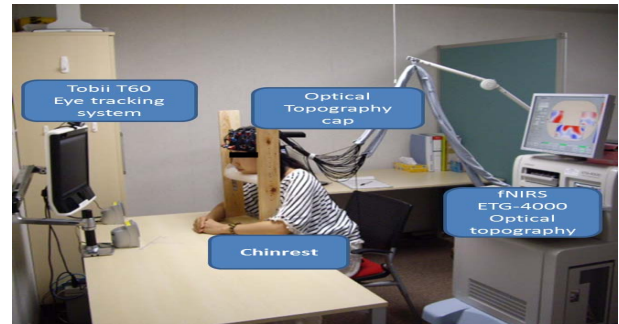 Tobii T60
Eye tracking
system
Optical
Topography
cap
fNIRS
ETG-4000
Optical
topography
Chinrest